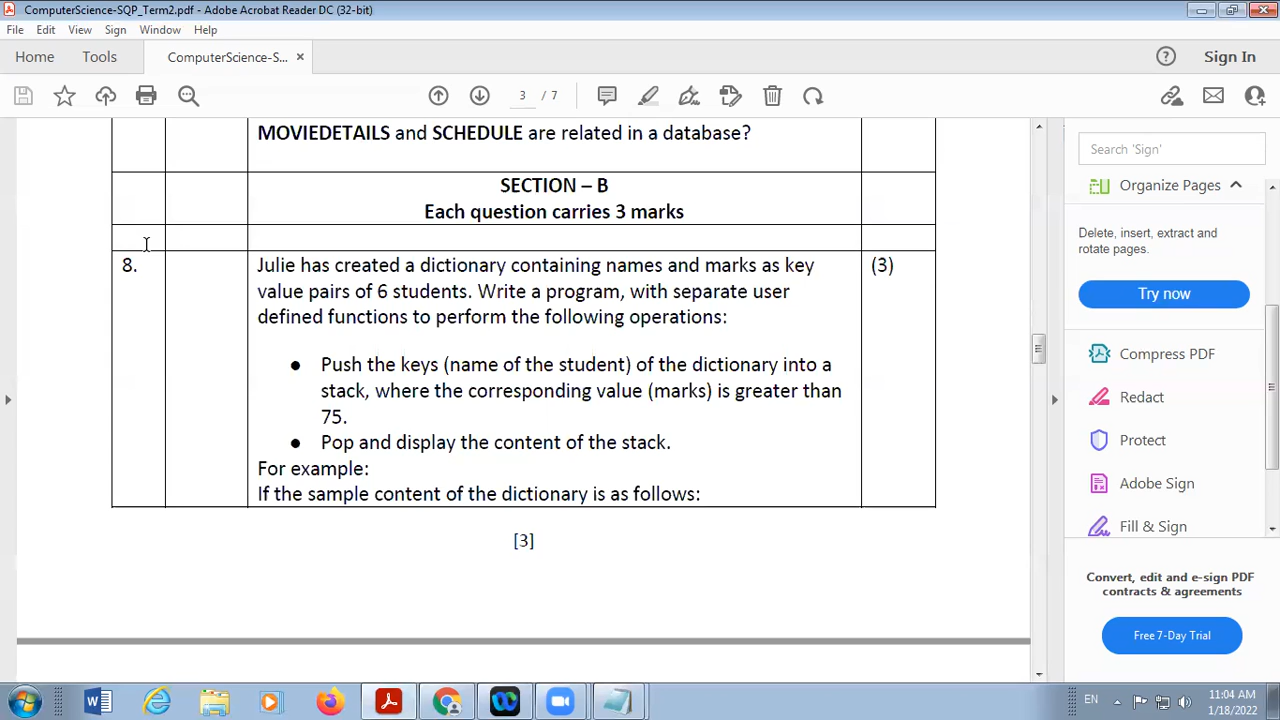 ComputerScience-SQP_Term2.pdf - Adobe Acrobat Reader DC (32-bit)
File Edit View Sign Window Help
Home Tools ComputerScience-S... × ? Sign In
3 / 7
MOVIEDETAILS and SCHEDULE are related in a database?
SECTION – B
Each question carries 3 marks
8. Julie has created a dictionary containing names and marks as key (3)
value pairs of 6 students. Write a program, with separate user
defined functions to perform the following operations:
● Push the keys (name of the student) of the dictionary into a
stack, where the corresponding value (marks) is greater than
75.
● Pop and display the content of the stack.
For example:
If the sample content of the dictionary is as follows:
[3]
Search 'Sign'
Organize Pages
Delete, insert, extract and
rotate pages.
Try now
Compress PDF
Redact
Protect
Adobe Sign
Fill & Sign
Convert, edit and e-sign PDF
contracts & agreements
Free 7-Day Trial
EN 11:04 AM
1/18/2022